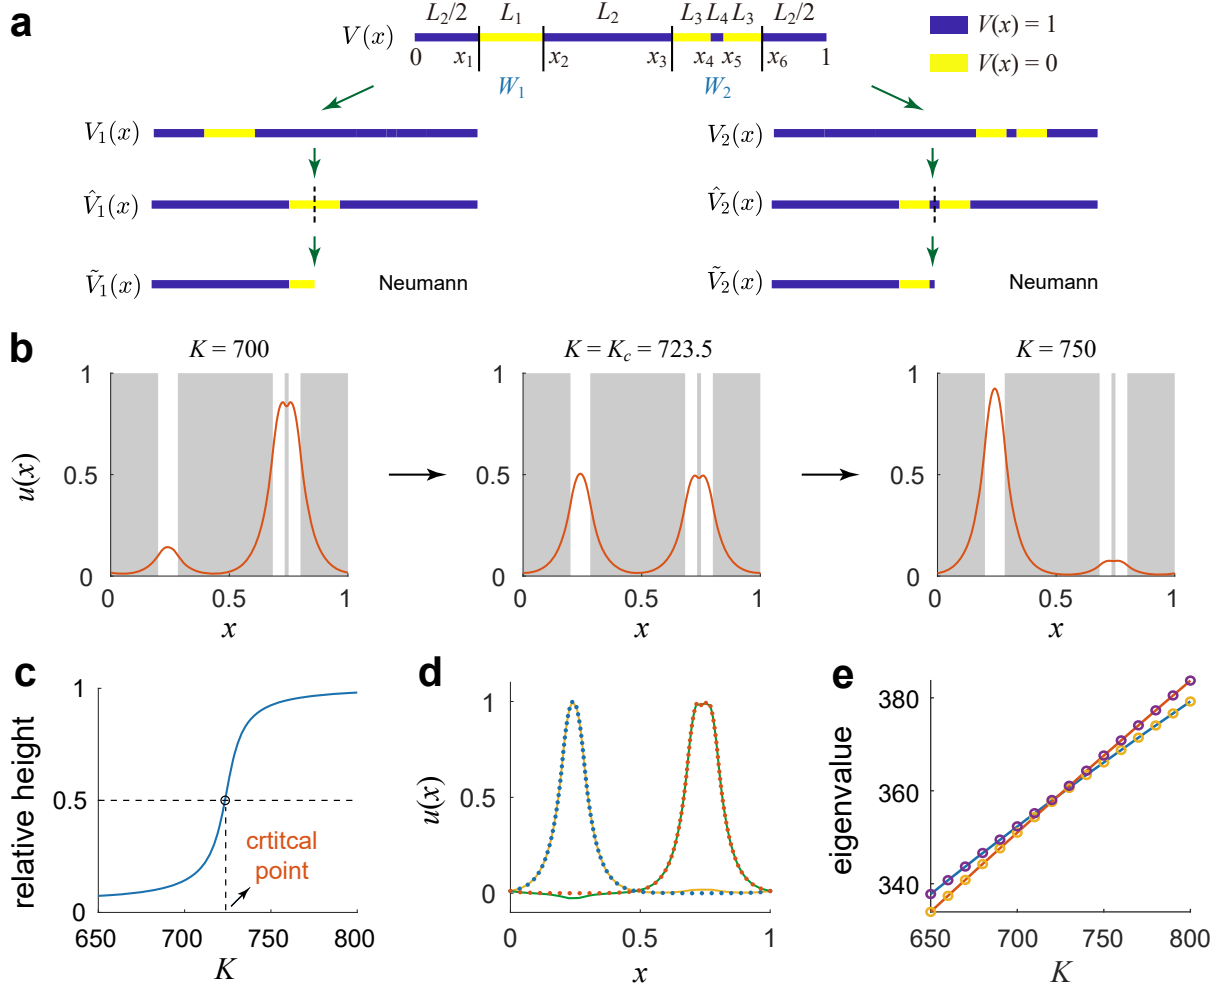 a
L₂/2 L₁ L₂ L₃ L₄ L₃ L₂/2
V(x)
0 x₁ x₂ x₃ x₄ x₅ x₆ 1
W₁ W₂
V(x) = 1
V(x) = 0
V₁(x) V₂(x)
V̂₁(x) V̂₂(x)
Ṽ₁(x) Neumann Ṽ₂(x) Neumann
b
K = 700 K = K_c = 723.5 K = 750
1 1 1
u(x) 0.5 0.5 0.5
0 0 0
0 0.5 1 0 0.5 1 0 0.5 1
x x x
c
relative height
1
0.5
0
crtitcal
point
650 700 750 800
K
d
u(x)
1
0.5
0
0 0.5 1
x
e
eigenvalue
380
360
340
650 700 750 800
K